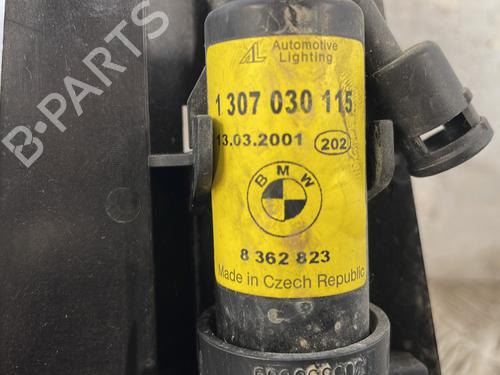 AL Automotive
Lighting
1 307 030 115
13.03.2001 202
BMW
8 362 823
Made in Czech Republic
B-PARTS